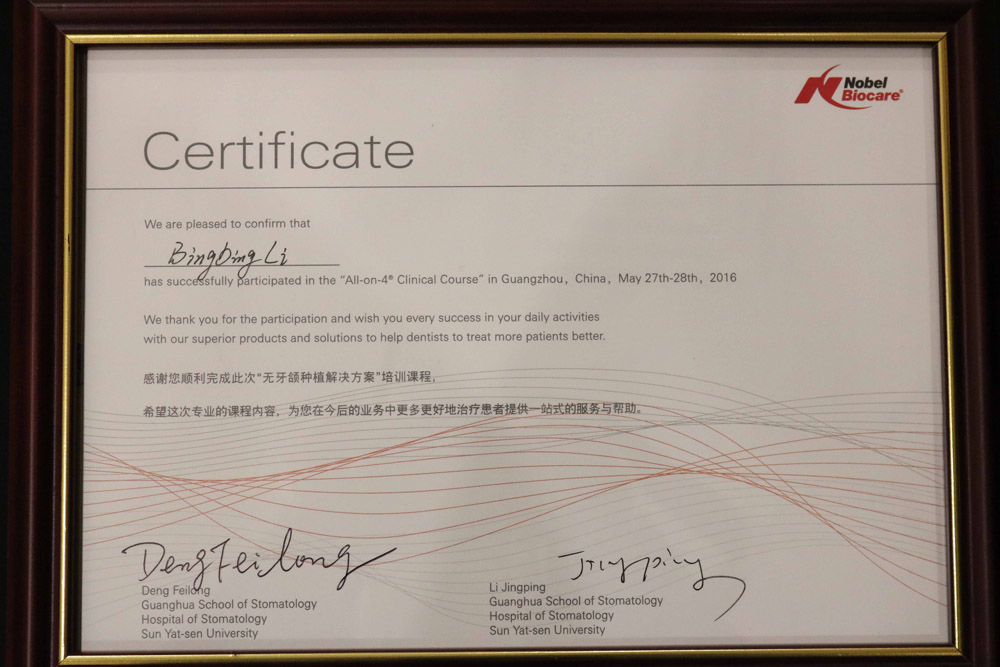 Nobel
Biocare®
Certificate
We are pleased to confirm that
Bingbing Li
has successfully participated in the “All-on-4® Clinical Course” in Guangzhou, China, May 27th-28th, 2016
We thank you for the participation and wish you every success in your daily activities
with our superior products and solutions to help dentists to treat more patients better.
感谢您顺利完成此次“无牙颌种植解决方案”培训课程,
希望这次专业的课程内容, 为您在今后的业务中更多更好地治疗患者提供一站式的服务与帮助。
Deng Feilong
Deng Feilong
Guanghua School of Stomatology
Hospital of Stomatology
Sun Yat-sen University
Jingping
Li Jingping
Guanghua School of Stomatology
Hospital of Stomatology
Sun Yat-sen University